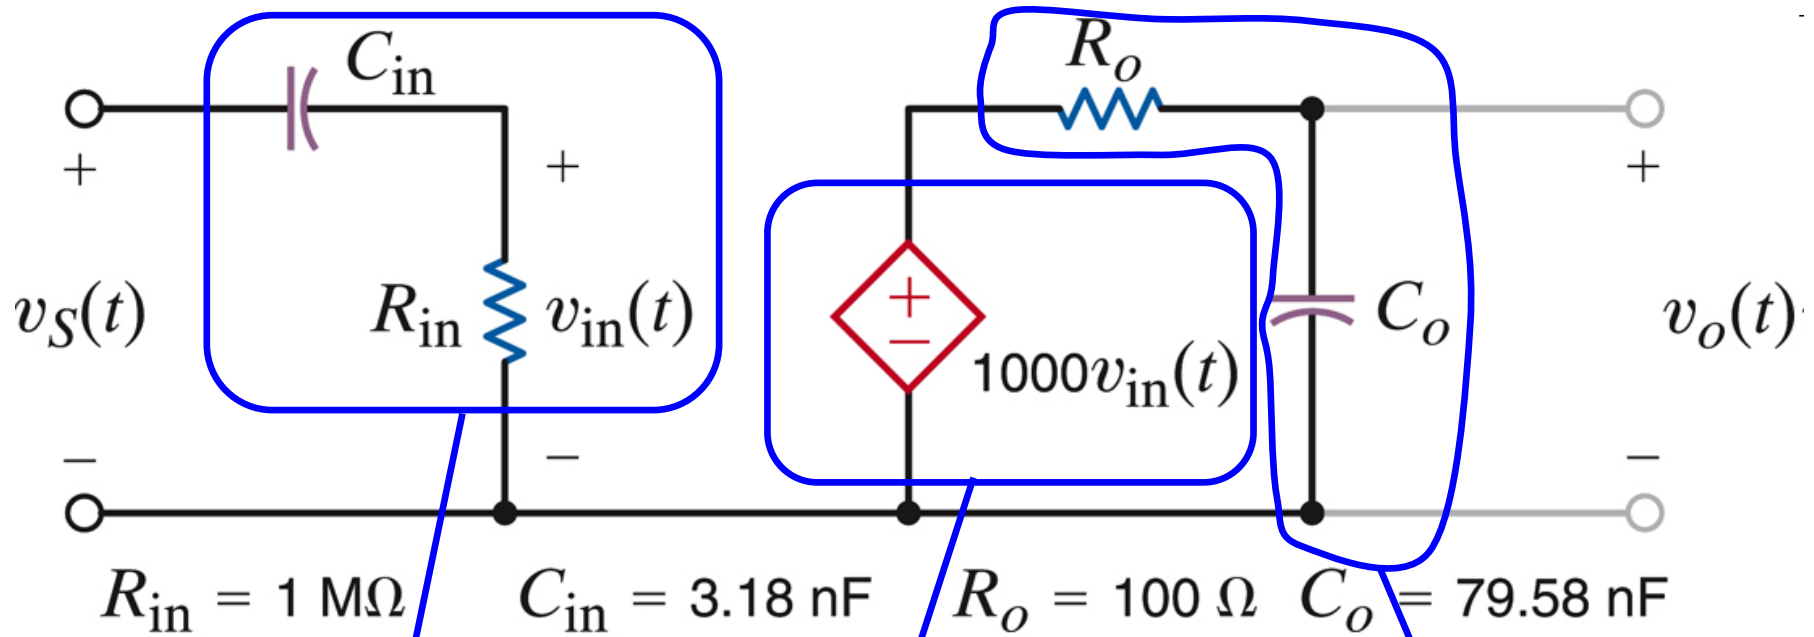 C_in R_o
+ + +
v_S(t) R_in v_in(t) + − 1000v_in(t) C_o v_o(t)
− − −
R_in = 1 MΩ C_in = 3.18 nF R_o = 100 Ω C_o = 79.58 nF